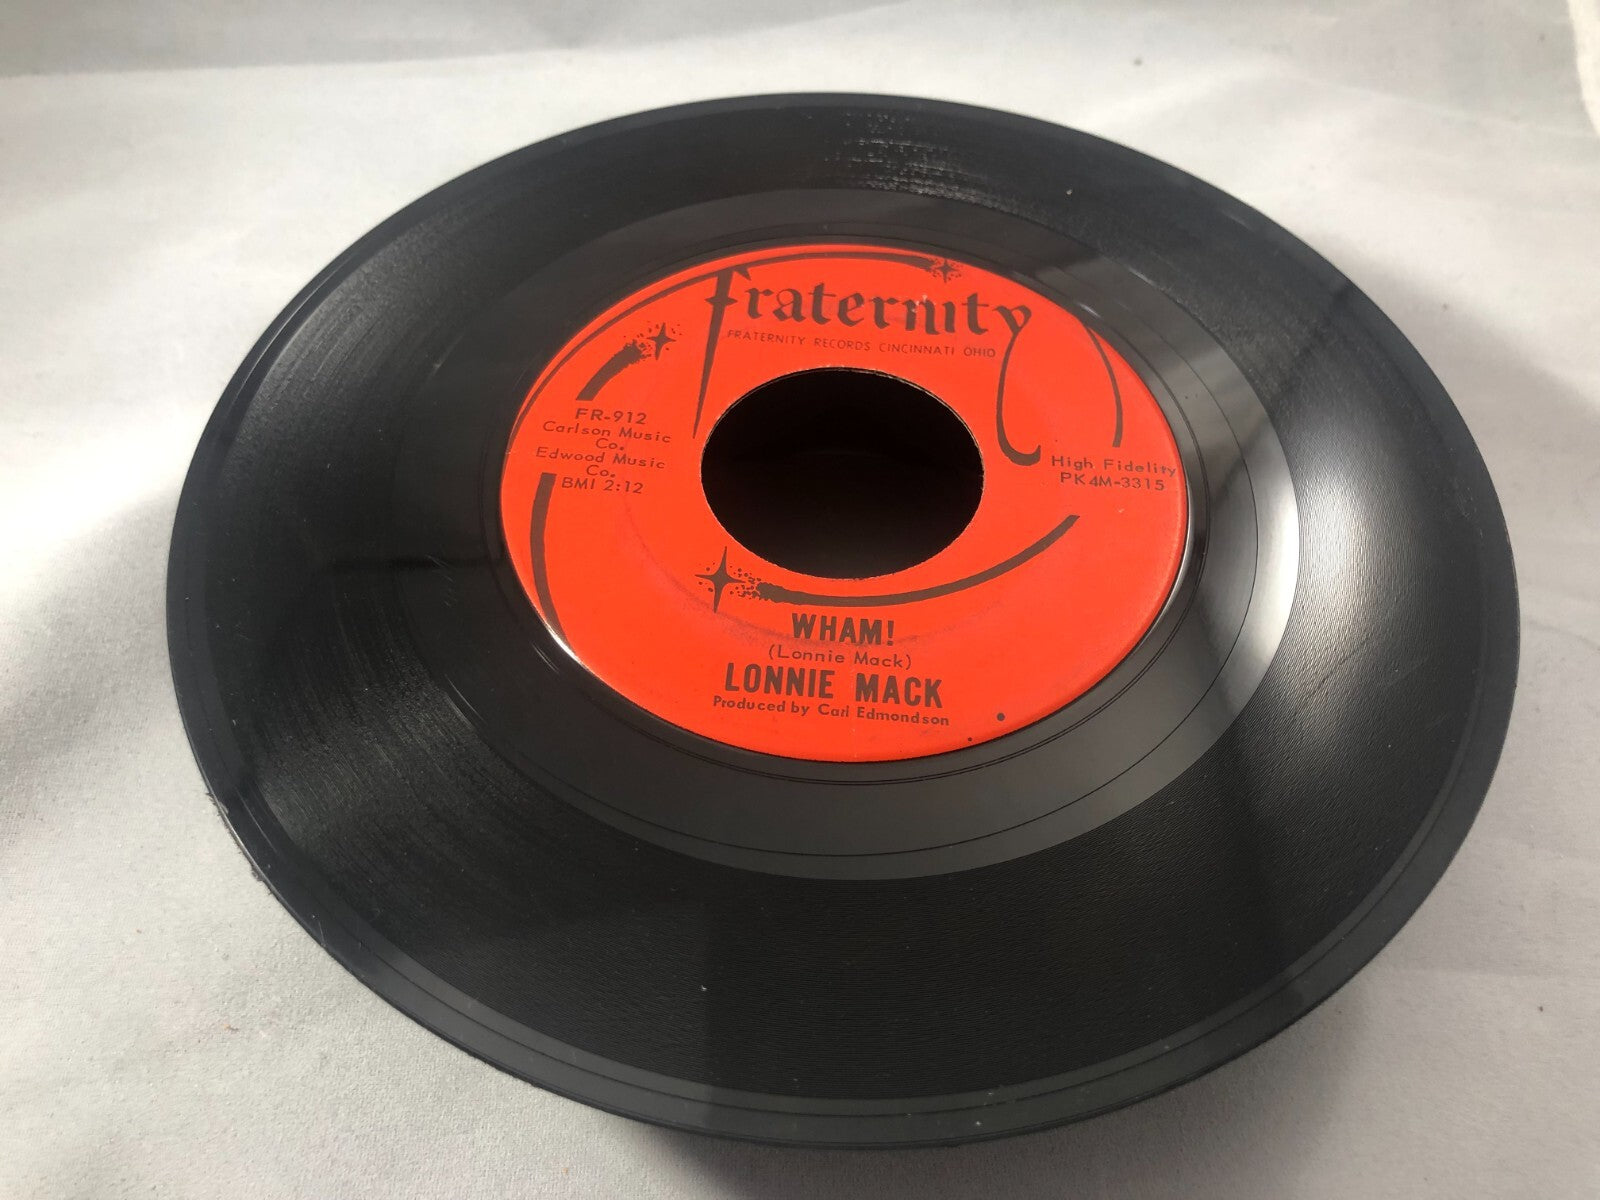 Fraternity
FRATERNITY RECORDS CINCINNATI OHIO
FR-912
Carlson Music
Co.
Edwood Music
Co.
BMI 2:12
High Fidelity
PK4M-3315
WHAM!
(Lonnie Mack)
LONNIE MACK
Produced by Carl Edmondson